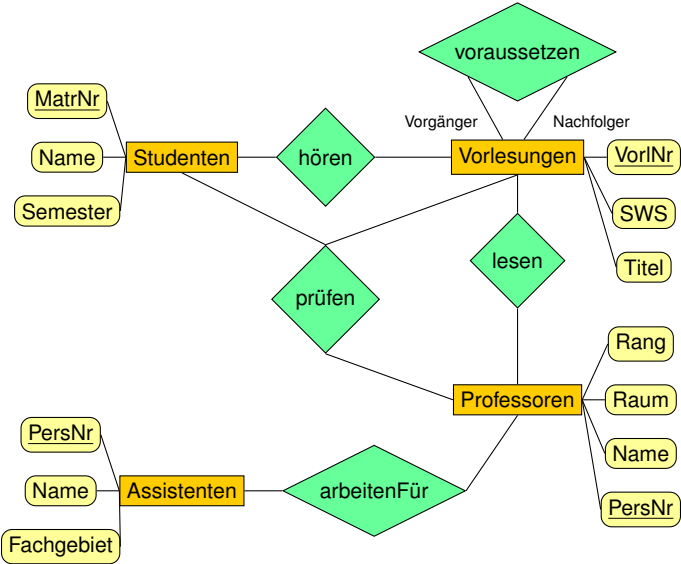 voraussetzen
MatrNr
Vorgänger
Nachfolger
Name
Studenten
hören
Vorlesungen
VorlNr
Semester
SWS
lesen
Titel
prüfen
Rang
Professoren
Raum
PersNr
Name
Name
Assistenten
arbeitenFür
PersNr
Fachgebiet